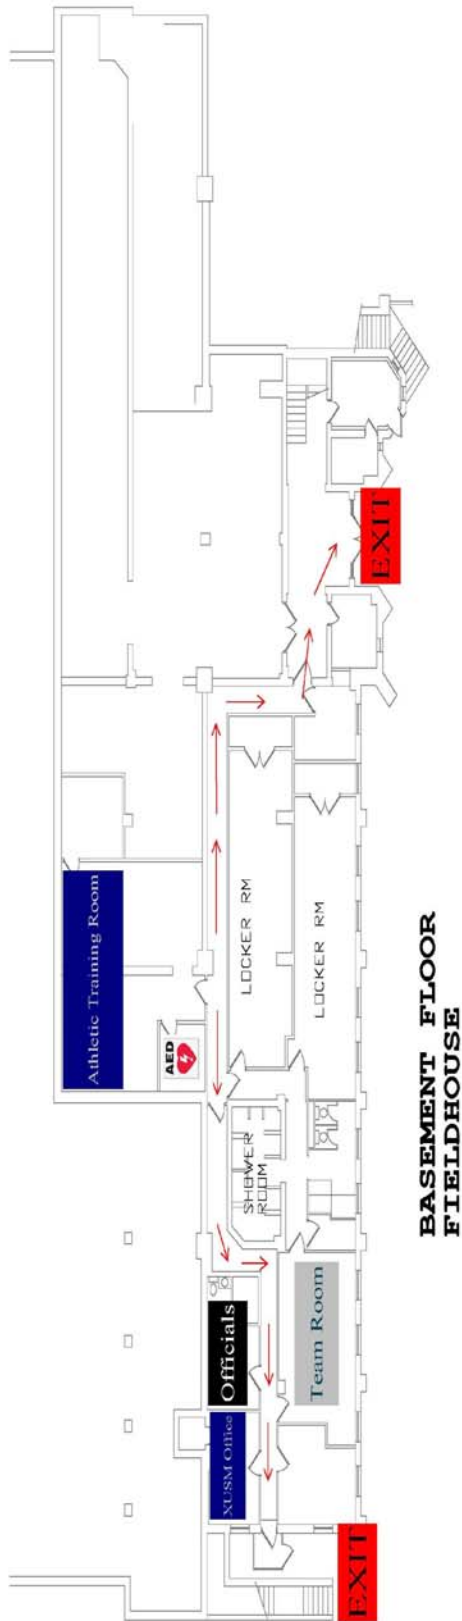 Athletic Training Room
AED
EXIT
LOCKER RM
LOCKER RM
SHOWER
ROOM
Officials
XUSM Office
Team Room
EXIT
BASEMENT FLOOR
FIELDHOUSE